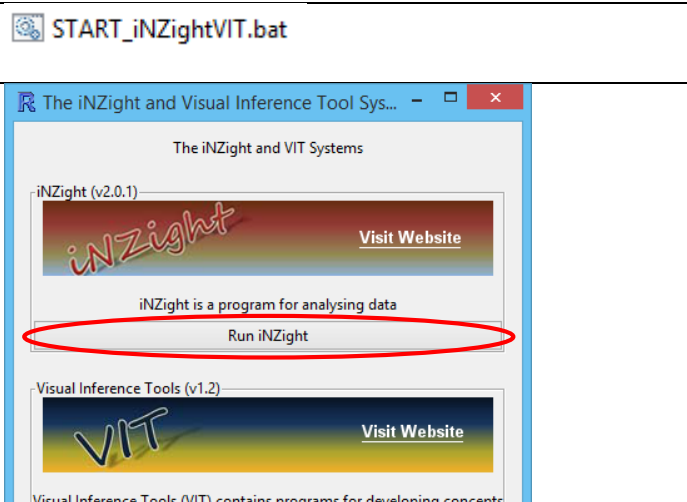 START_iNZightVIT.bat
The iNZight and Visual Inference Tool Sys...
The iNZight and VIT Systems
iNZight (v2.0.1)
iNZight
Visit Website
iNZight is a program for analysing data
Run iNZight
Visual Inference Tools (v1.2)
VIT
Visit Website
Visual Inference Tools (VIT) contains programs for developing concepts